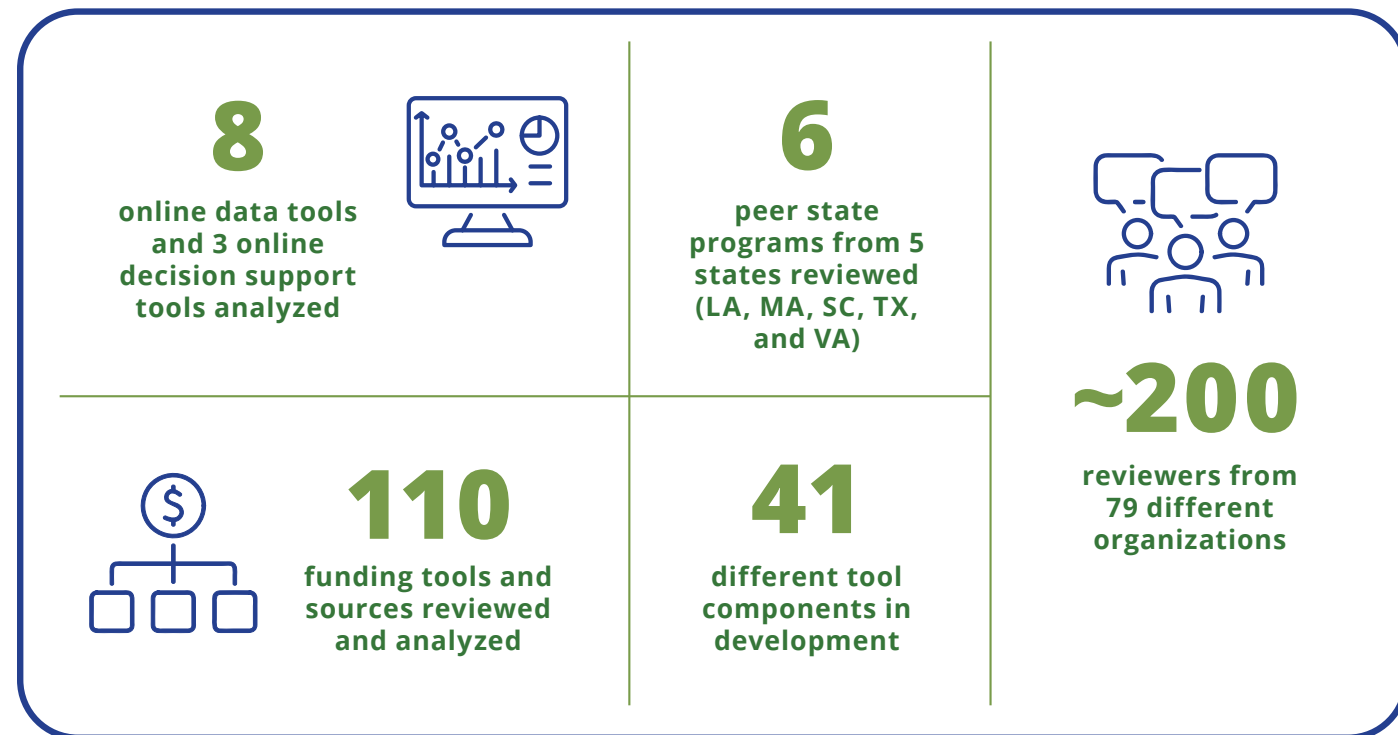 8
online data tools
and 3 online
decision support
tools analyzed
6
peer state
programs from 5
states reviewed
(LA, MA, SC, TX,
and VA)
~200
reviewers from
79 different
organizations
$
110
funding tools and
sources reviewed
and analyzed
41
different tool
components in
development